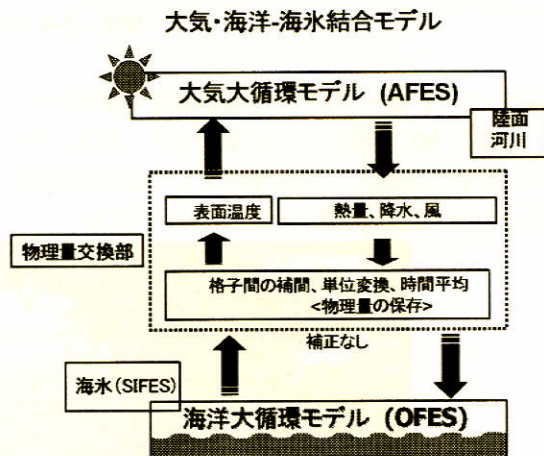 大気・海洋-海氷結合モデル
大気大循環モデル (AFES)
陸面
河川
表面温度
熱量、降水、風
物理量交換部
格子間の補間、単位変換、時間平均
<物理量の保存>
補正なし
海氷(SIFES)
海洋大循環モデル (OFES)